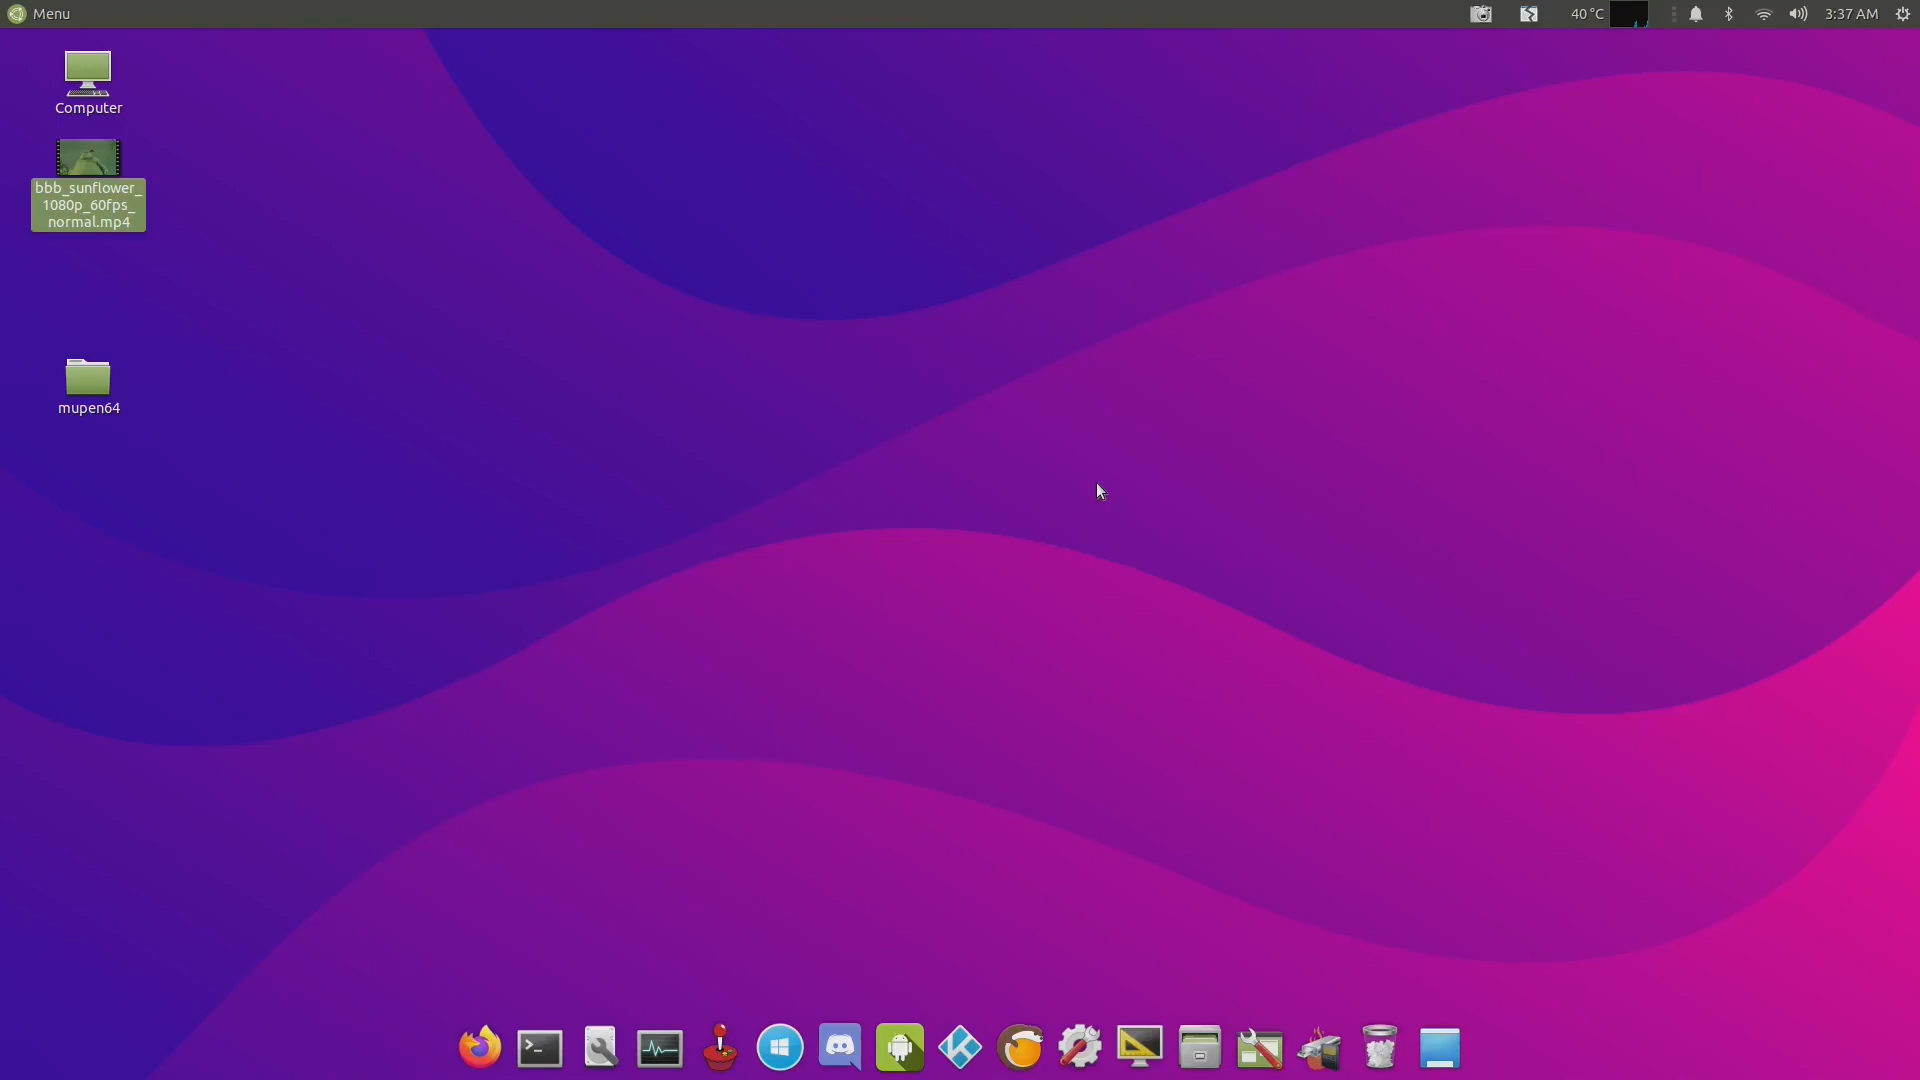 Menu
40 °C
3:37 AM
Computer
bbb_sunflower_
1080p_60fps_
normal.mp4
mupen64